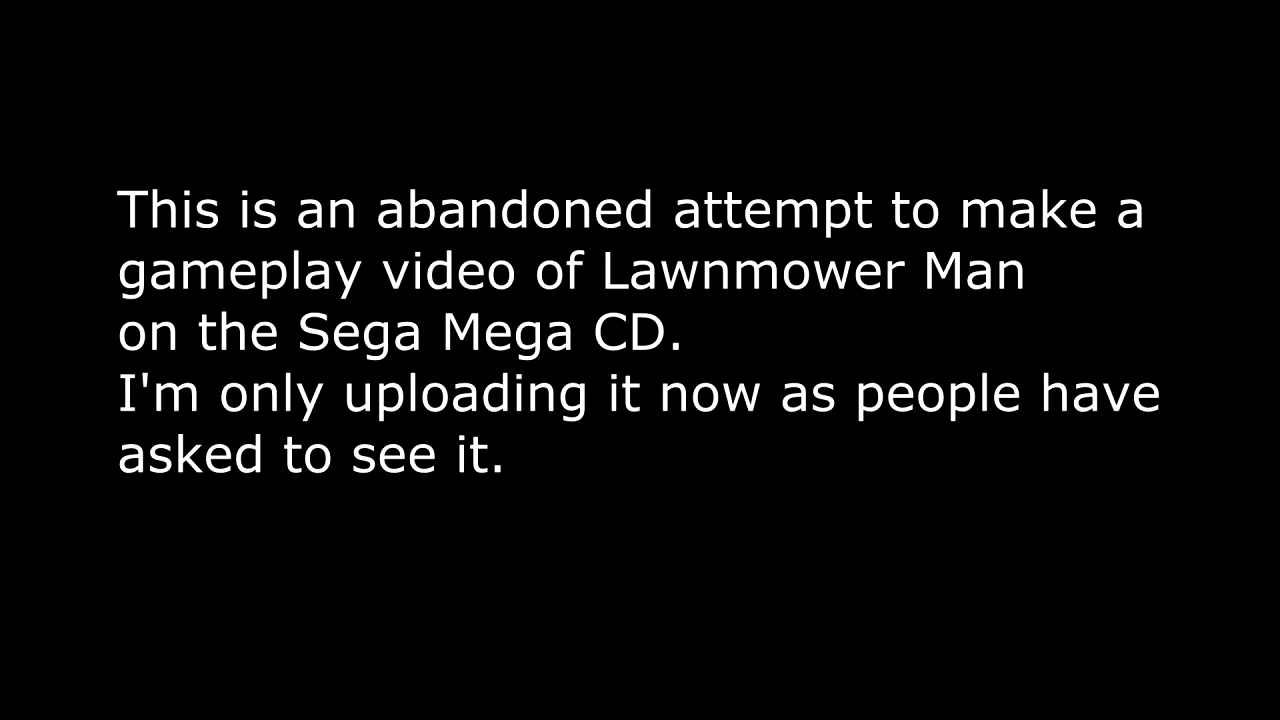 This is an abandoned attempt to make a
gameplay video of Lawnmower Man
on the Sega Mega CD.
I'm only uploading it now as people have
asked to see it.